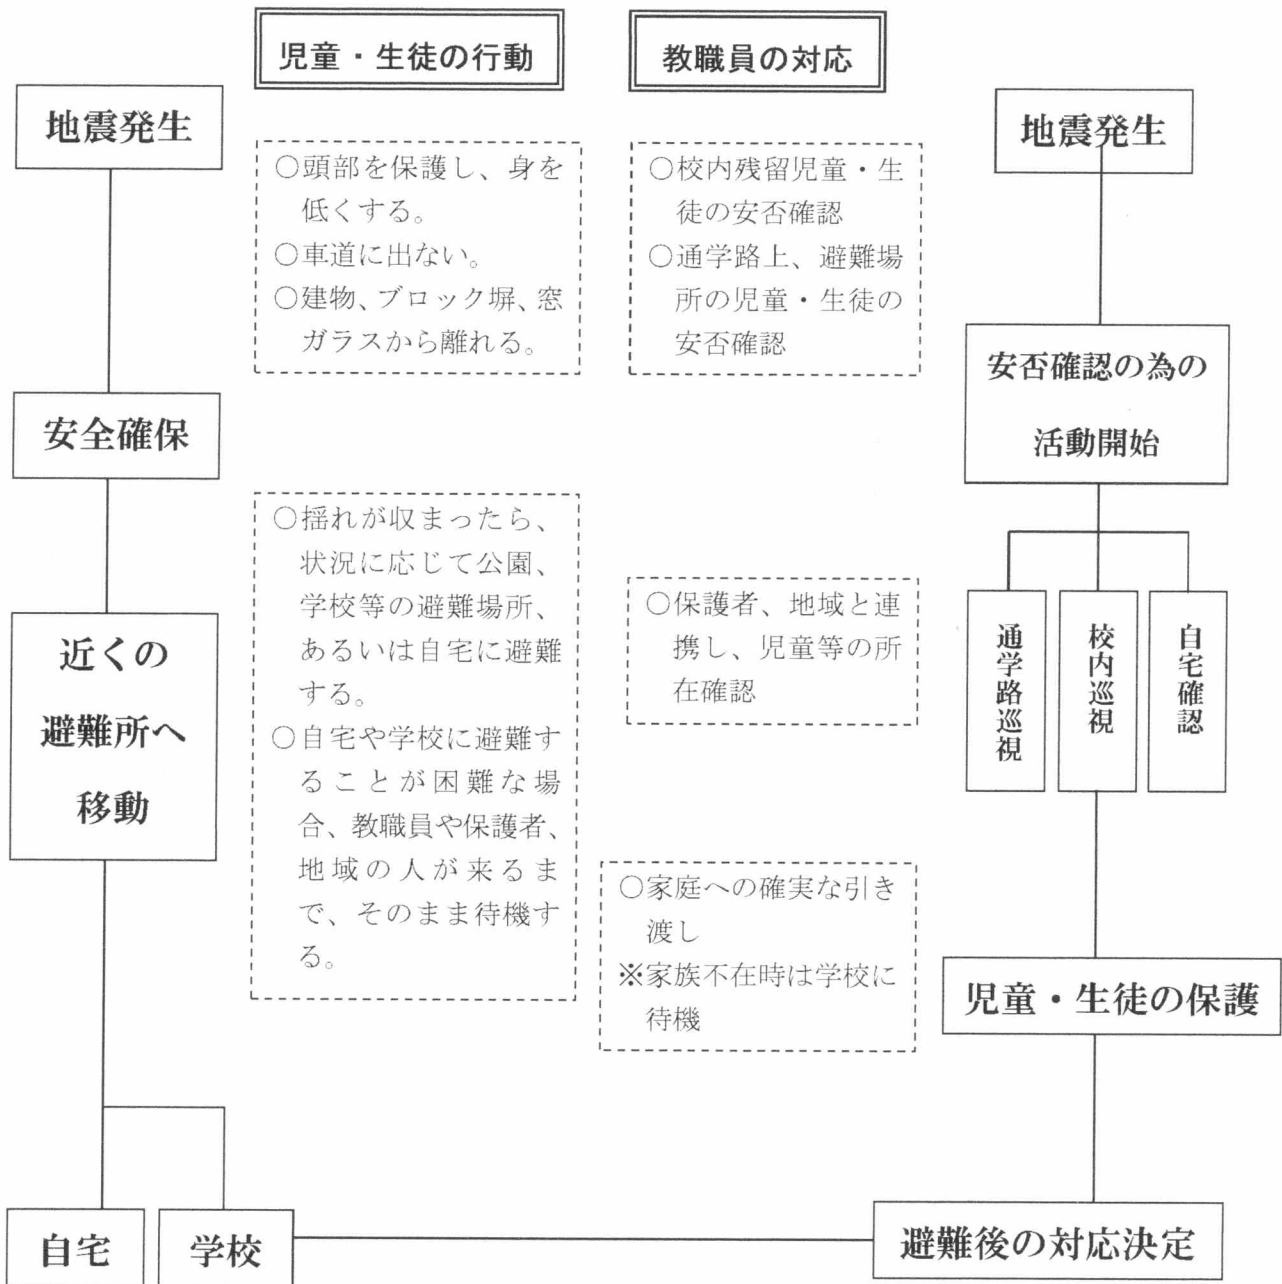 児童・生徒の行動
教職員の対応
地震発生
○頭部を保護し、身を
低くする。
○車道に出ない。
○建物、ブロック塀、窓
ガラスから離れる。
○校内残留児童・生
徒の安否確認
○通学路上、避難場
所の児童・生徒の
安否確認
地震発生
安全確保
安否確認の為の
活動開始
○揺れが収まったら、
状況に応じて公園、
学校等の避難場所、
あるいは自宅に避難
する。
○自宅や学校に避難す
ることが困難な場
合、教職員や保護者、
地域の人が来るま
で、そのまま待機す
る。
○保護者、地域と連
携し、児童等の所
在確認
通学路巡視
校内巡視
自宅確認
近くの
避難所へ
移動
○家庭への確実な引き
渡し
※家族不在時は学校に
待機
児童・生徒の保護
自宅
学校
避難後の対応決定